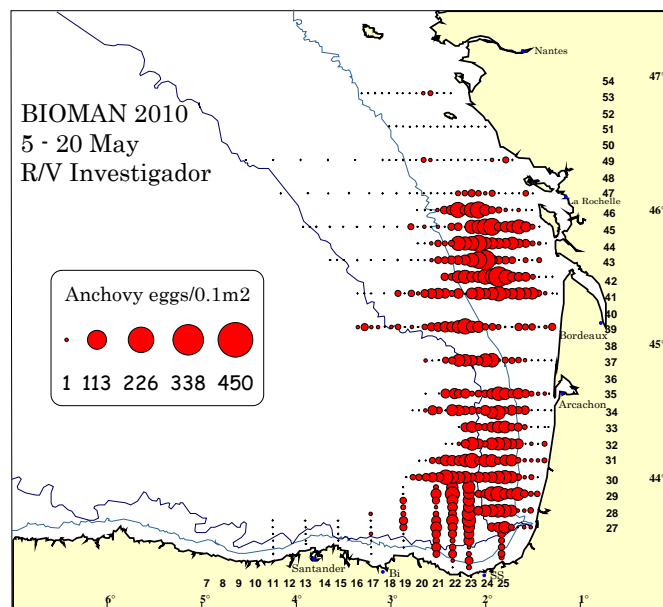 Nantes
47°
54
53
52
51
50
49
48
47
La Rochelle
46
46°
45
44
43
42
41
40
39
38
Bordeaux
45°
37
36
35
Arcachon
34
33
32
31
30
44°
29
28
27
BIOMAN 2010
5 - 20 May
R/V Investigador
Anchovy eggs/0.1m2
1 113 226 338 450
Santander
Bi
SS
7 8 9 10 11 12 13 14 15 16 17 18 19 20 21 22 23 24 25
6° 5° 4° 3° 2° 1°